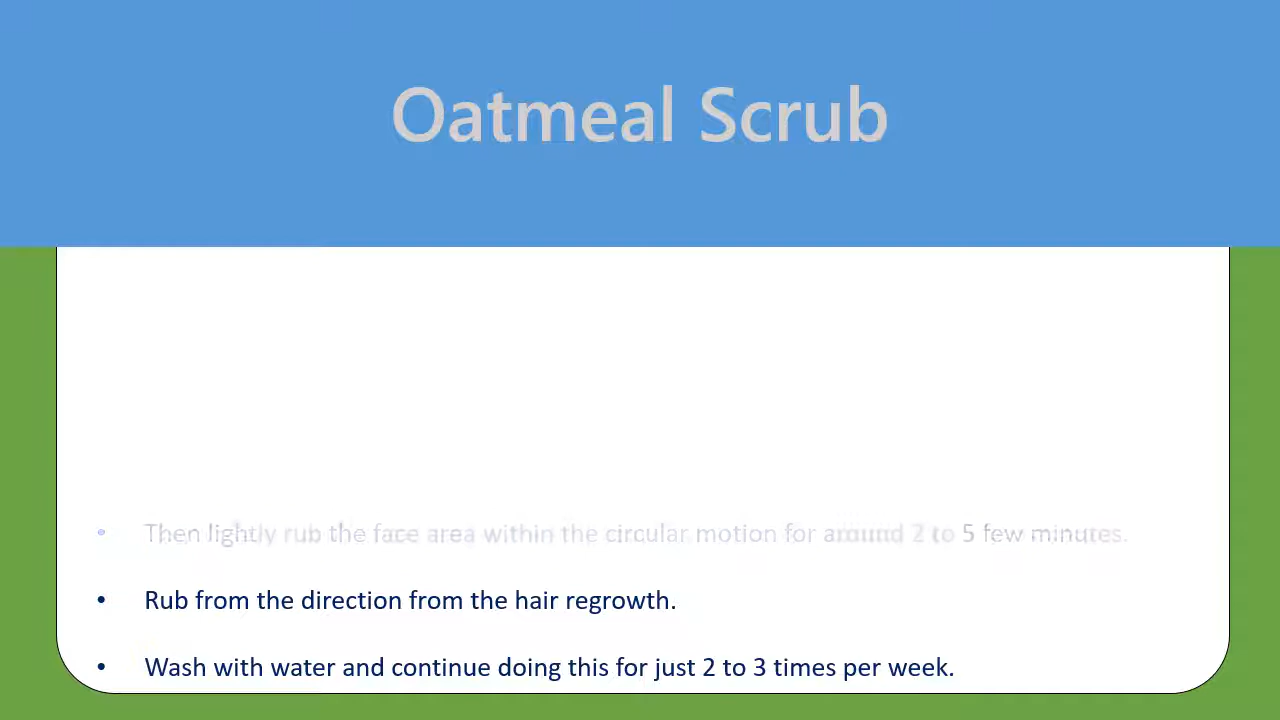 Oatmeal Scrub
• Then lightly rub the face area within the circular motion for around 2 to 5 few minutes.
• Rub from the direction from the hair regrowth.
• Wash with water and continue doing this for just 2 to 3 times per week.